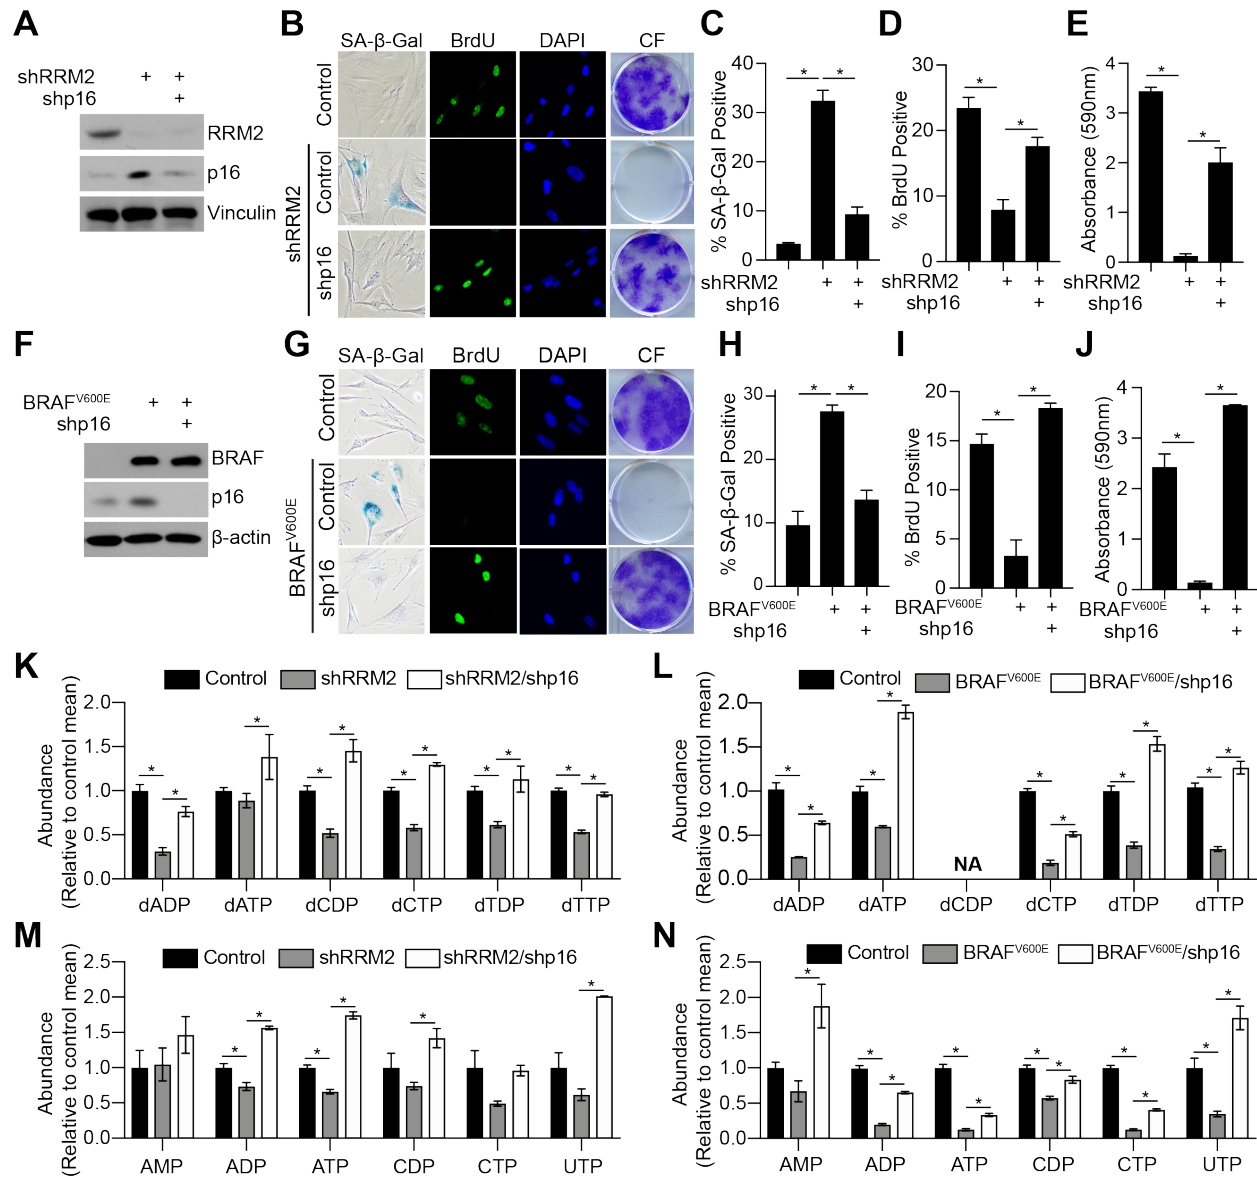 A
shRRM2 + +
shp16 +
RRM2
p16
Vinculin
B
SA-β-Gal BrdU DAPI CF
Control
shRRM2
Control
shp16
C
% SA-β-Gal Positive
40
30
20
10
0
shRRM2 + +
shp16 +
* *
D
% BrdU Positive
30
20
10
0
shRRM2 + +
shp16 +
* *
E
Absorbance (590nm)
4
3
2
1
0
shRRM2 + +
shp16 +
* *
F
BRAFV600E + +
shp16 +
BRAF
p16
β-actin
G
SA-β-Gal BrdU DAPI CF
Control
BRAFV600E
Control
shp16
H
% SA-β-Gal Positive
30
20
10
0
BRAFV600E + +
shp16 +
* *
I
% BrdU Positive
20
15
10
5
0
BRAFV600E + +
shp16 +
* *
J
Absorbance (590nm)
4
3
2
1
0
BRAFV600E + +
shp16 +
* *
K
Control shRRM2 shRRM2/shp16
Abundance
(Relative to control mean)
2.0
1.5
1.0
0.5
0.0
* * * * * * * * * * *
dADP dATP dCDP dCTP dTDP dTTP
L
Control BRAFV600E BRAFV600E/shp16
Abundance
(Relative to control mean)
2.0
1.5
1.0
0.5
0.0
* * * * * * * * * *
NA
dADP dATP dCDP dCTP dTDP dTTP
M
Control shRRM2 shRRM2/shp16
Abundance
(Relative to control mean)
2.5
2.0
1.5
1.0
0.5
0.0
* * * * * *
AMP ADP ATP CDP CTP UTP
N
Control BRAFV600E BRAFV600E/shp16
Abundance
(Relative to control mean)
2.5
2.0
1.5
1.0
0.5
0.0
* * * * * * * * * * *
AMP ADP ATP CDP CTP UTP